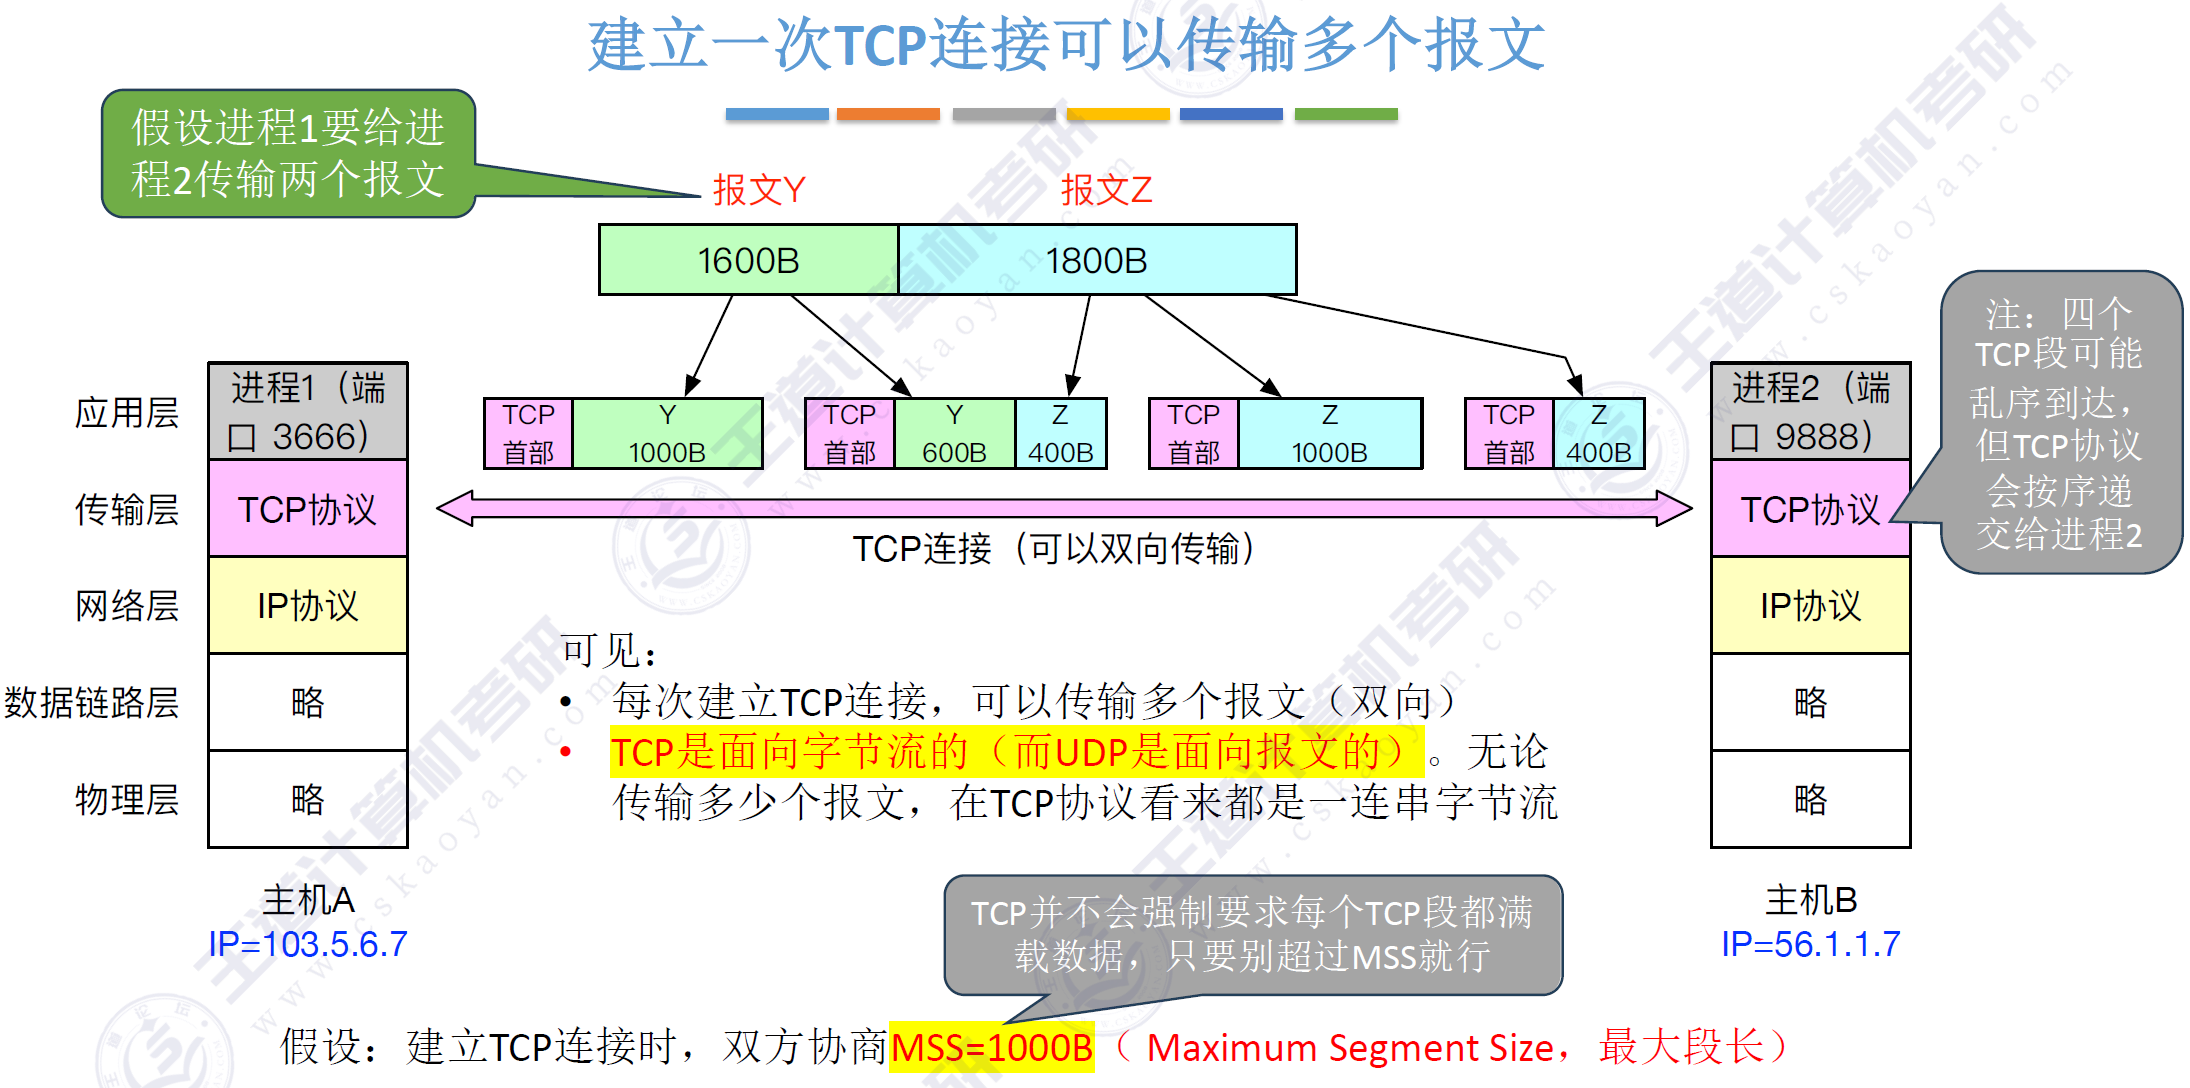 建立一次TCP连接可以传输多个报文
假设进程1要给进
程2传输两个报文
报文Y
报文Z
1600B
1800B
应用层
传输层
网络层
数据链路层
物理层
进程1（端
口 3666）
TCP协议
IP协议
略
略
主机A
IP=103.5.6.7
TCP
首部
Y
1000B
TCP
首部
Y
600B
Z
400B
TCP
首部
Z
1000B
TCP
首部
Z
400B
TCP连接（可以双向传输）
进程2（端
口 9888）
TCP协议
IP协议
略
略
主机B
IP=56.1.1.7
注：四个
TCP段可能
乱序到达，
但TCP协议
会按序递
交给进程2
可见：
• 每次建立TCP连接，可以传输多个报文（双向）
• TCP是面向字节流的（而UDP是面向报文的）。无论
传输多少个报文，在TCP协议看来都是一连串字节流
TCP并不会强制要求每个TCP段都满
载数据，只要别超过MSS就行
假设：建立TCP连接时，双方协商MSS=1000B（ Maximum Segment Size，最大段长）
王道计算机考研
www.cskaoyan.com